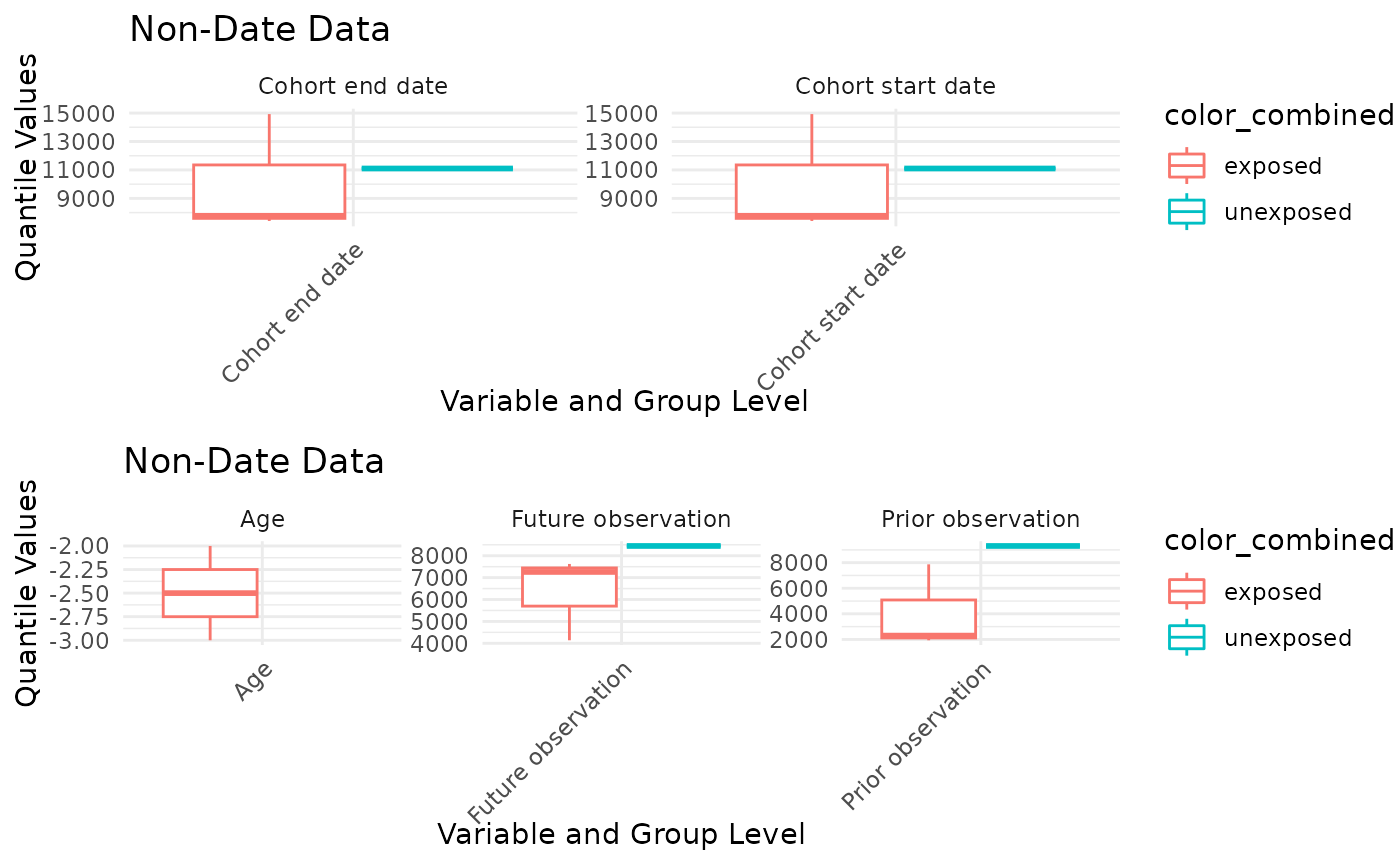 Non-Date Data
Quantile Values
Cohort end date
15000
13000
11000
9000
Cohort end date
Cohort start date
15000
13000
11000
9000
Cohort start date
Variable and Group Level
color_combined
exposed
unexposed
Non-Date Data
Quantile Values
Age
-2.00
-2.25
-2.50
-2.75
-3.00
Age
Future observation
8000
7000
6000
5000
4000
Future observation
Prior observation
8000
6000
4000
2000
Prior observation
Variable and Group Level
color_combined
exposed
unexposed